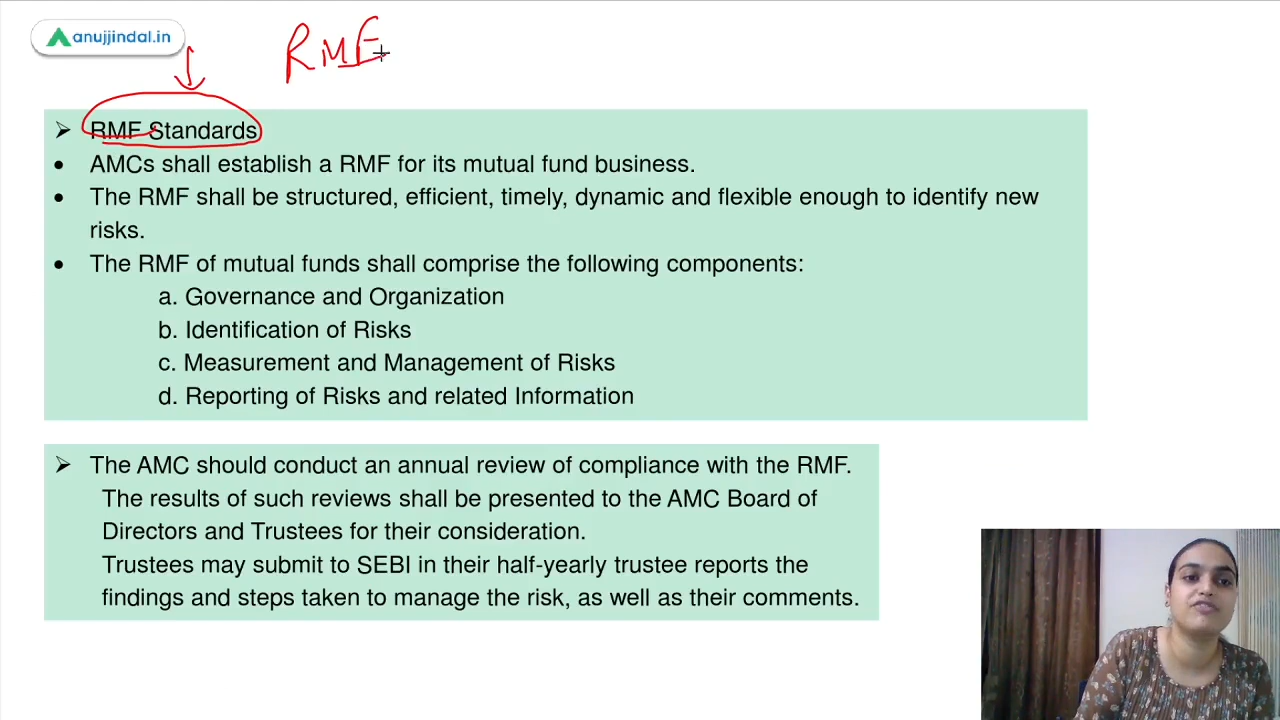 anujjindal.in
RMF
➢ RMF Standards
• AMCs shall establish a RMF for its mutual fund business.
• The RMF shall be structured, efficient, timely, dynamic and flexible enough to identify new
risks.
• The RMF of mutual funds shall comprise the following components:
a. Governance and Organization
b. Identification of Risks
c. Measurement and Management of Risks
d. Reporting of Risks and related Information
➢ The AMC should conduct an annual review of compliance with the RMF.
The results of such reviews shall be presented to the AMC Board of
Directors and Trustees for their consideration.
Trustees may submit to SEBI in their half-yearly trustee reports the
findings and steps taken to manage the risk, as well as their comments.